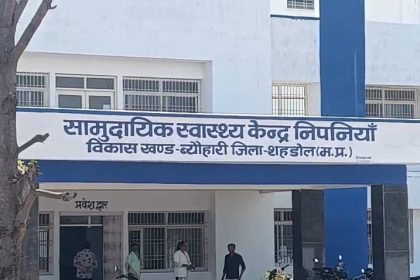 सामुदायिक स्वास्थ्य केन्द्र निपनियाँ
विकास खण्ड-ब्यौहारी जिला-शहडोल (म.प्र.)
प्रवेश द्वार